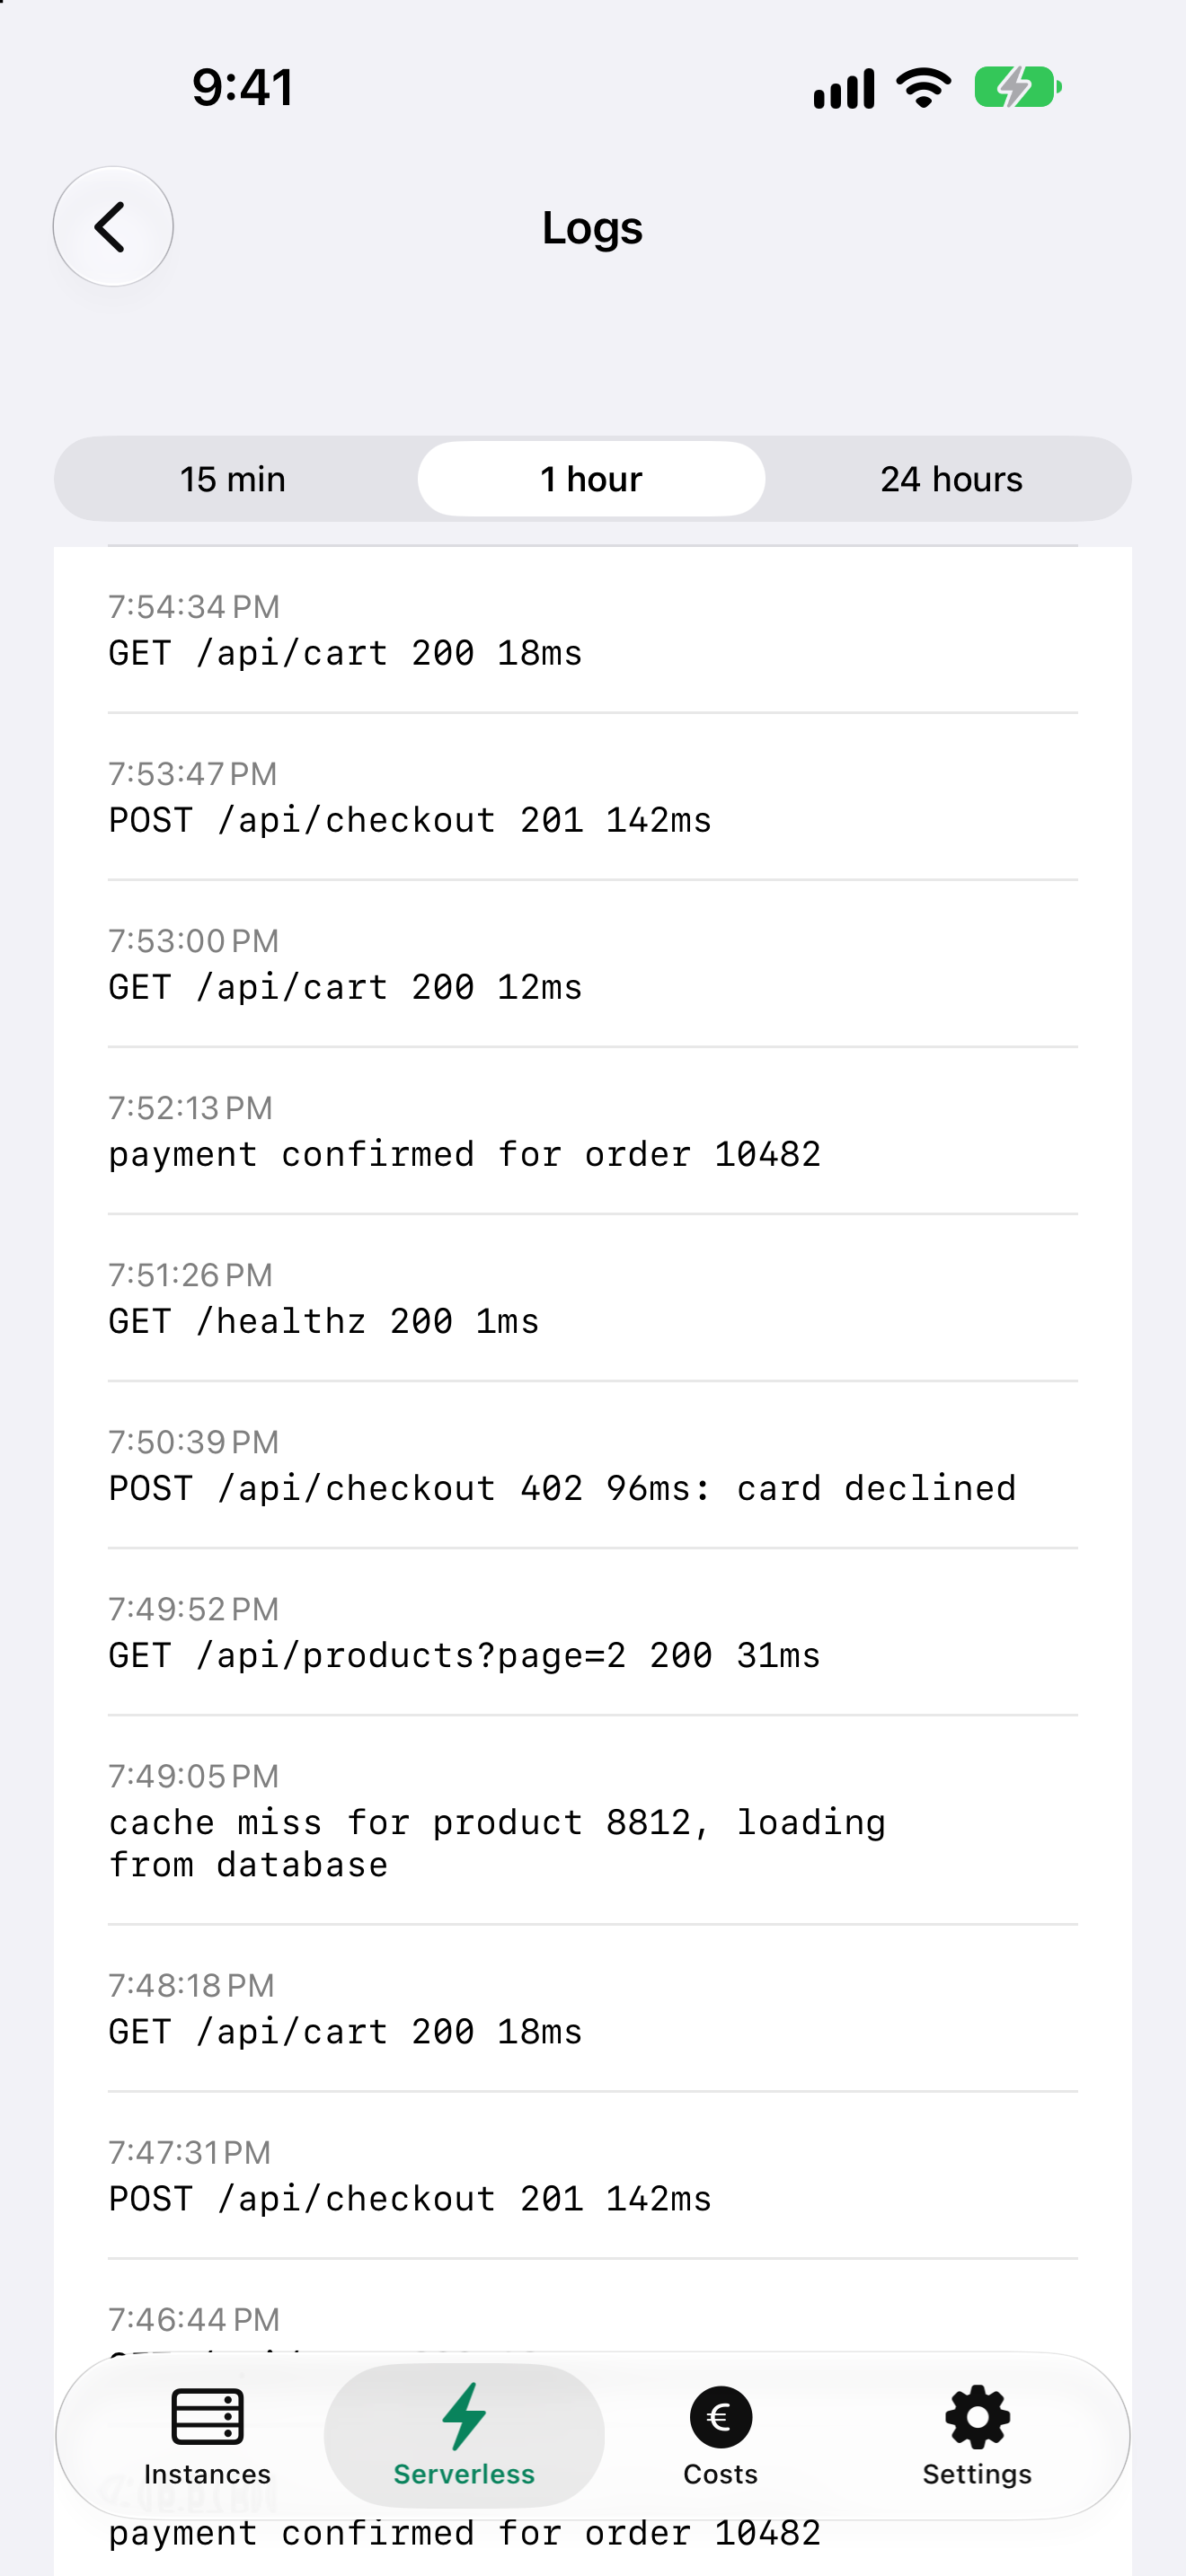 9:41
Logs
15 min
1 hour
24 hours
7:54:34 PM
GET /api/cart 200 18ms
7:53:47 PM
POST /api/checkout 201 142ms
7:53:00 PM
GET /api/cart 200 12ms
7:52:13 PM
payment confirmed for order 10482
7:51:26 PM
GET /healthz 200 1ms
7:50:39 PM
POST /api/checkout 402 96ms: card declined
7:49:52 PM
GET /api/products?page=2 200 31ms
7:49:05 PM
cache miss for product 8812, loading
from database
7:48:18 PM
GET /api/cart 200 18ms
7:47:31 PM
POST /api/checkout 201 142ms
7:46:44 PM
€
Instances
Serverless
Costs
Settings
payment confirmed for order 10482